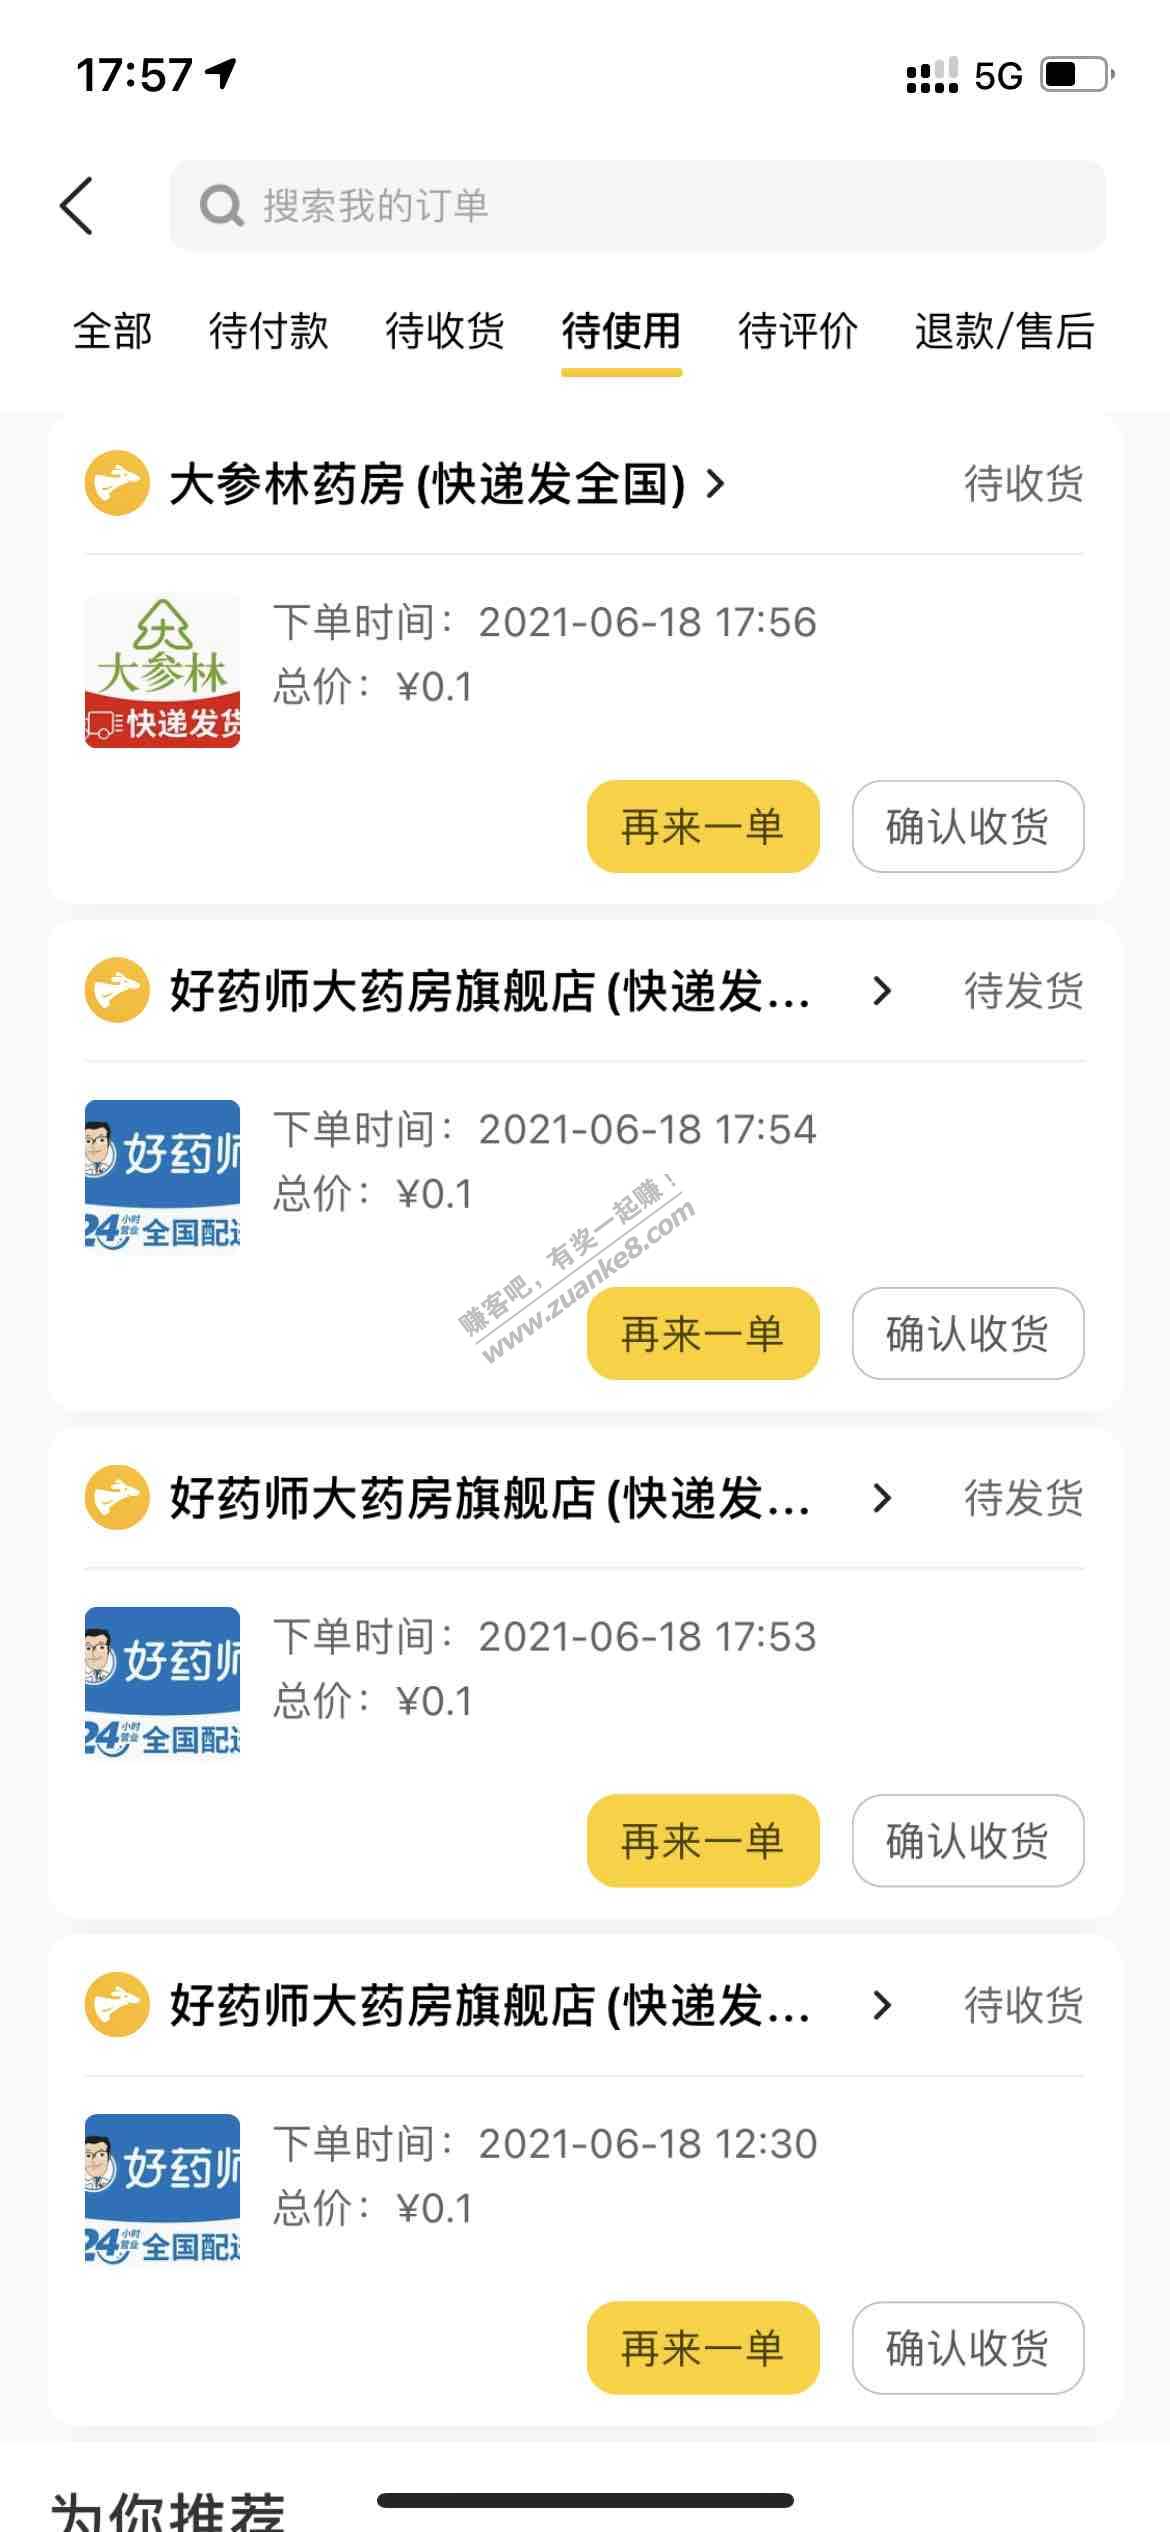 17:57
5G
搜索我的订单
全部 待付款 待收货 待使用 待评价 退款/售后
大参林药房(快递发全国) 待收货
大参林
快递发货
下单时间：2021-06-18 17:56
总价：¥0.1
再来一单 确认收货
好药师大药房旗舰店(快递发... 待发货
好药师
24小时营业 全国配送
下单时间：2021-06-18 17:54
总价：¥0.1
赚客吧，有奖一起赚！
www.zuanke8.com
再来一单 确认收货
好药师大药房旗舰店(快递发... 待发货
好药师
24小时营业 全国配送
下单时间：2021-06-18 17:53
总价：¥0.1
再来一单 确认收货
好药师大药房旗舰店(快递发... 待收货
好药师
24小时营业 全国配送
下单时间：2021-06-18 12:30
总价：¥0.1
再来一单 确认收货
为你推荐